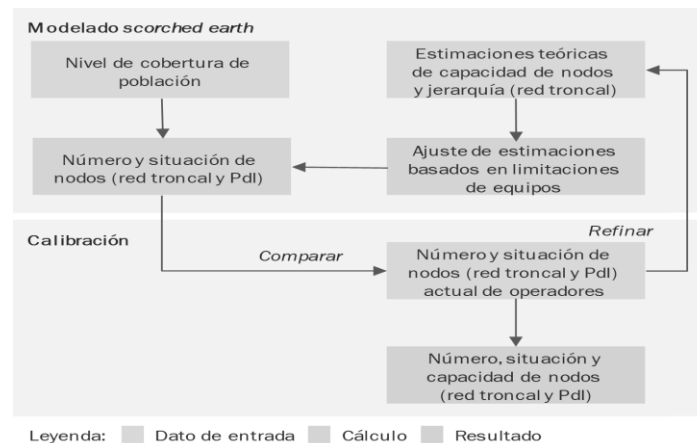 Modelado scorched earth
Nivel de cobertura de
población
Estimaciones teóricas
de capacidad de nodos
y jerarquía (red troncal)
Número y situación de
nodos (red troncal y PdI)
Ajuste de estimaciones
basados en limitaciones
de equipos
Calibración
Comparar
Refinar
Número y situación de
nodos (red troncal y PdI)
actual de operadores
Número, situación y
capacidad de nodos
(red troncal y PdI)
Leyenda: Dato de entrada Cálculo Resultado